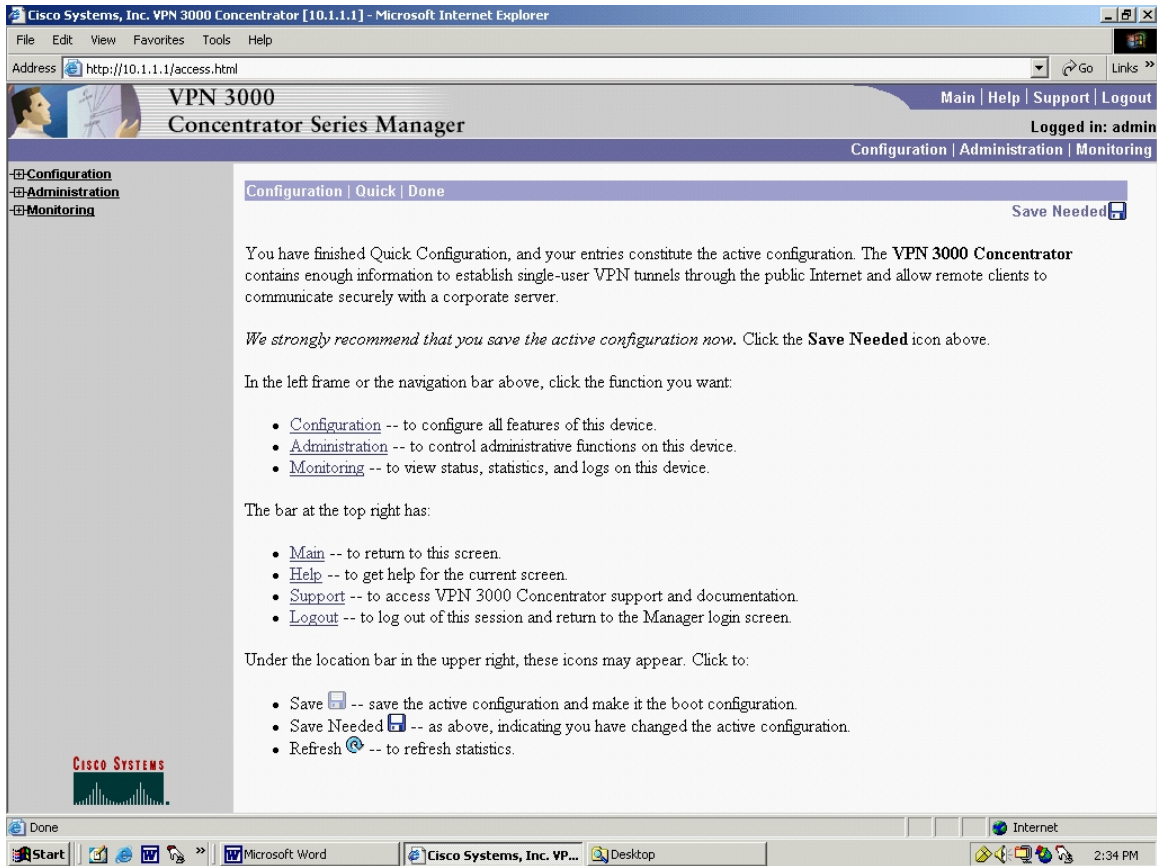 Cisco Systems, Inc. VPN 3000 Concentrator [10.1.1.1] - Microsoft Internet Explorer
File Edit View Favorites Tools Help
Address http://10.1.1.1/access.html Go Links »
VPN 3000
Concentrator Series Manager
Main | Help | Support | Logout
Logged in: admin
Configuration | Administration | Monitoring
Configuration
Administration
Monitoring
Configuration | Quick | Done
Save Needed
You have finished Quick Configuration, and your entries constitute the active configuration. The VPN 3000 Concentrator
contains enough information to establish single-user VPN tunnels through the public Internet and allow remote clients to
communicate securely with a corporate server.
We strongly recommend that you save the active configuration now. Click the Save Needed icon above.
In the left frame or the navigation bar above, click the function you want:
• Configuration -- to configure all features of this device.
• Administration -- to control administrative functions on this device.
• Monitoring -- to view status, statistics, and logs on this device.
The bar at the top right has:
• Main -- to return to this screen.
• Help -- to get help for the current screen.
• Support -- to access VPN 3000 Concentrator support and documentation.
• Logout -- to log out of this session and return to the Manager login screen.
Under the location bar in the upper right, these icons may appear. Click to:
• Save -- save the active configuration and make it the boot configuration.
• Save Needed -- as above, indicating you have changed the active configuration.
• Refresh -- to refresh statistics.
CISCO SYSTEMS
Done
Internet
Start » Microsoft Word Cisco Systems, Inc. VP... Desktop 2:34 PM